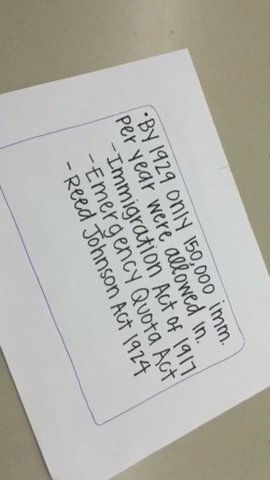 • By 1929 only 150,000 imm.
per year were allowed in.
- Immigration Act of 1917
- Emergency Quota Act
- Reed Johnson Act 1924